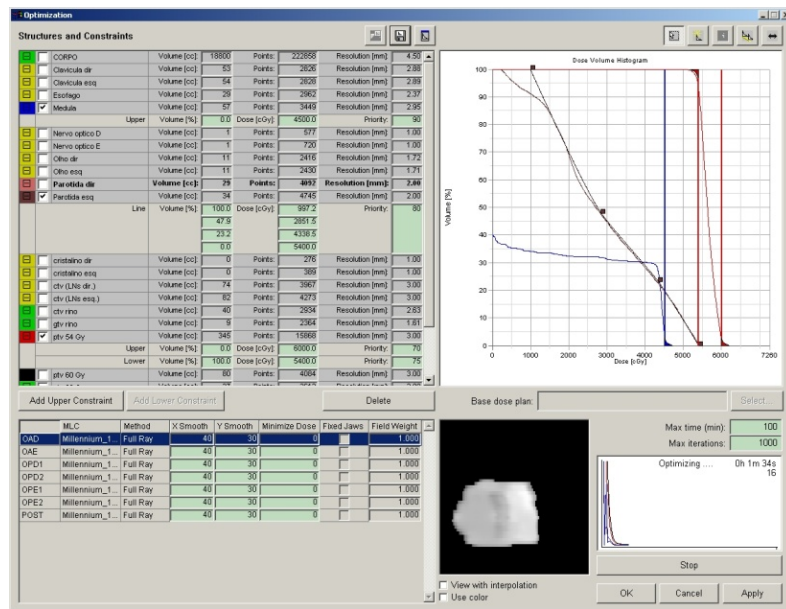 Optimization
Structures and Constraints
CORPO Volume [cc]: 18800 Points: 222658 Resolution [mm]: 4.50
Clavícula dir Volume [cc]: 53 Points: 2826 Resolution [mm]: 2.88
Clavícula esq Volume [cc]: 54 Points: 2828 Resolution [mm]: 2.89
Esofago Volume [cc]: 29 Points: 2962 Resolution [mm]: 2.37
Medula Volume [cc]: 57 Points: 3449 Resolution [mm]: 2.95
Upper Volume [%]: 0.0 Dose [cGy]: 4500.0 Priority: 90
Nervo optico D Volume [cc]: 1 Points: 577 Resolution [mm]: 1.00
Nervo optico E Volume [cc]: 1 Points: 720 Resolution [mm]: 1.00
Olho dir Volume [cc]: 11 Points: 2416 Resolution [mm]: 1.72
Olho esq Volume [cc]: 11 Points: 2430 Resolution [mm]: 1.71
Parotida dir Volume [cc]: 29 Points: 4092 Resolution [mm]: 2.00
Parotida esq Volume [cc]: 34 Points: 4745 Resolution [mm]: 2.00
Line Volume [%]: 100.0 Dose [cGy]: 997.2 Priority: 80
47.9 2851.5
23.2 4338.5
0.0 5400.0
cristalino dir Volume [cc]: 0 Points: 276 Resolution [mm]: 1.00
cristalino esq Volume [cc]: 0 Points: 389 Resolution [mm]: 1.00
ctv (LNs dir.) Volume [cc]: 74 Points: 3967 Resolution [mm]: 3.00
ctv (LNs esq.) Volume [cc]: 82 Points: 4273 Resolution [mm]: 3.00
ctv rino Volume [cc]: 40 Points: 2934 Resolution [mm]: 2.63
gtv rino Volume [cc]: 9 Points: 2364 Resolution [mm]: 1.61
ptv 54 Gy Volume [cc]: 345 Points: 15868 Resolution [mm]: 3.00
Upper Volume [%]: 0.0 Dose [cGy]: 6000.0 Priority: 70
Lower Volume [%]: 100.0 Dose [cGy]: 5400.0 Priority: 75
ptv 60 Gy Volume [cc]: 80 Points: 4084 Resolution [mm]: 3.00
Dose Volume Histogram
Volume [%]
100
90
80
70
60
50
40
30
20
10
0
0 1000 2000 3000 4000 5000 6000 7260
Dose [cGy]
Add Upper Constraint Add Lower Constraint Delete Base dose plan: Select...
MLC Method X Smooth Y Smooth Minimize Dose Fixed Jaws Field Weight
OAD Millennium_1... Full Ray 40 30 0 1.000
OAE Millennium_1... Full Ray 40 30 0 1.000
OPD1 Millennium_1... Full Ray 40 30 0 1.000
OPD2 Millennium_1... Full Ray 40 30 0 1.000
OPE1 Millennium_1... Full Ray 40 30 0 1.000
OPE2 Millennium_1... Full Ray 40 30 0 1.000
POST Millennium_1... Full Ray 40 30 0 1.000
Max time (min): 100
Max iterations: 1000
Optimizing .... 0h 1m 34s
16
Stop
View with interpolation
Use color
OK Cancel Apply